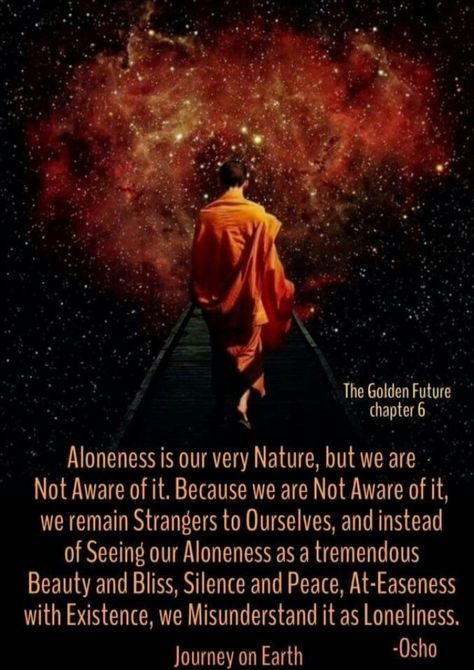 The Golden Future
chapter 6
Aloneness is our very Nature, but we are
Not Aware of it. Because we are Not Aware of it,
we remain Strangers to Ourselves, and instead
of Seeing our Aloneness as a tremendous
Beauty and Bliss, Silence and Peace, At-Easeness
with Existence, we Misunderstand it as Loneliness.
-Osho
Journey on Earth